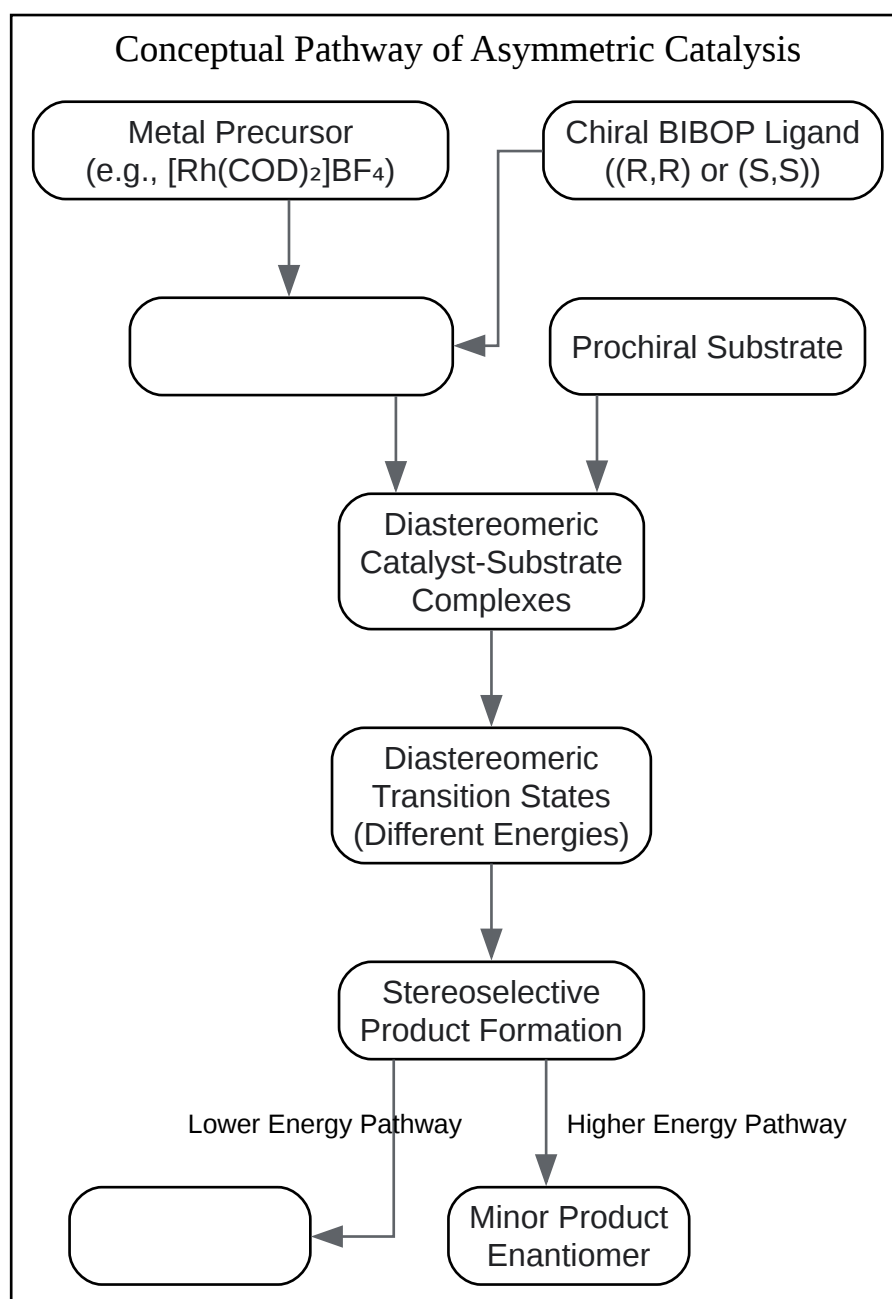 Conceptual Pathway of Asymmetric Catalysis
Metal Precursor
(e.g., [Rh(COD)₂]BF₄)
Chiral BIBOP Ligand
((R,R) or (S,S))
Prochiral Substrate
Diastereomeric
Catalyst-Substrate
Complexes
Diastereomeric
Transition States
(Different Energies)
Stereoselective
Product Formation
Lower Energy Pathway
Higher Energy Pathway
Minor Product
Enantiomer